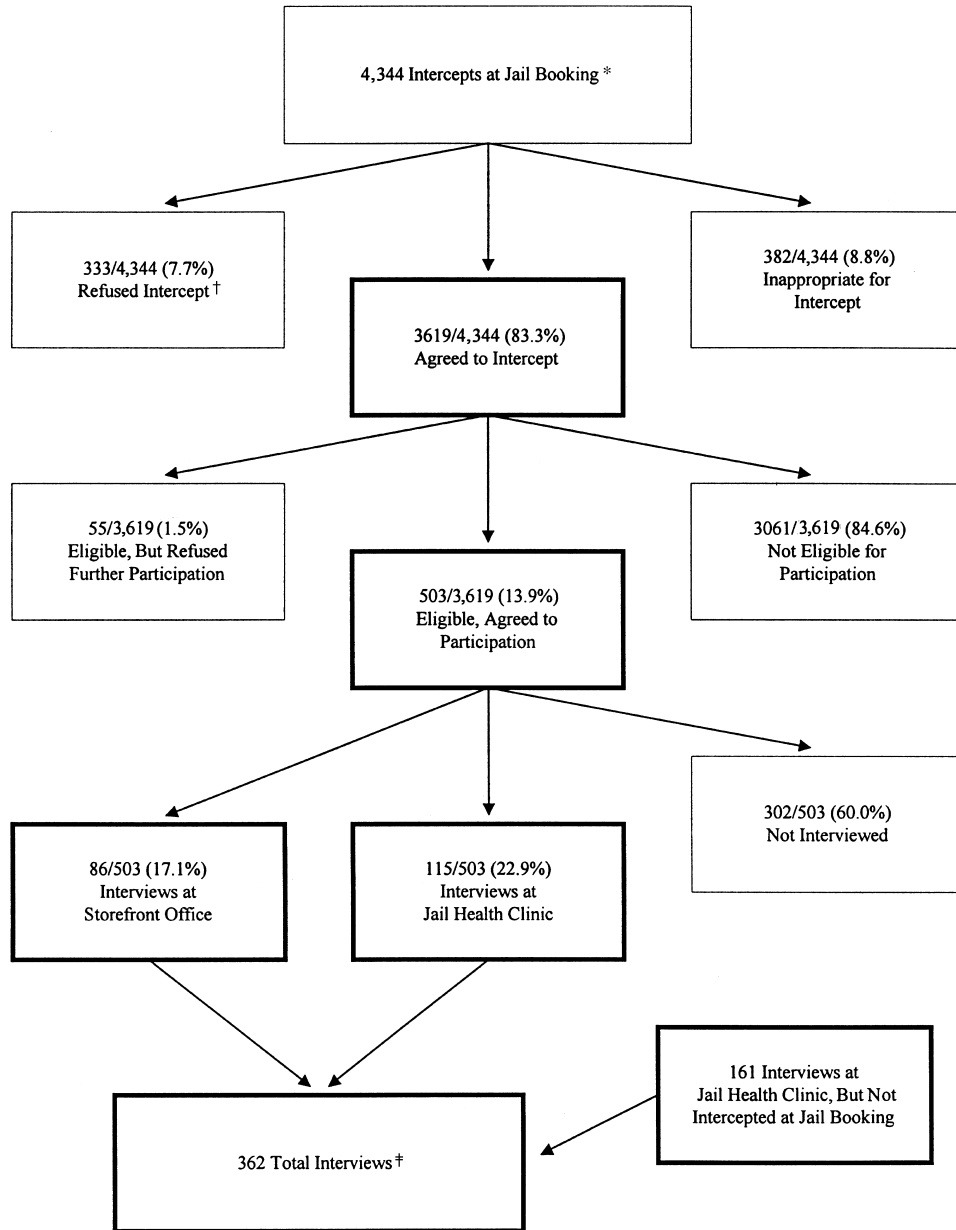 4,344 Intercepts at Jail Booking *
333/4,344 (7.7%)
Refused Intercept †
382/4,344 (8.8%)
Inappropriate for
Intercept
3619/4,344 (83.3%)
Agreed to Intercept
55/3,619 (1.5%)
Eligible, But Refused
Further Participation
3061/3,619 (84.6%)
Not Eligible for
Participation
503/3,619 (13.9%)
Eligible, Agreed to
Participation
302/503 (60.0%)
Not Interviewed
86/503 (17.1%)
Interviews at
Storefront Office
115/503 (22.9%)
Interviews at
Jail Health Clinic
161 Interviews at
Jail Health Clinic, But Not
Intercepted at Jail Booking
362 Total Interviews ‡